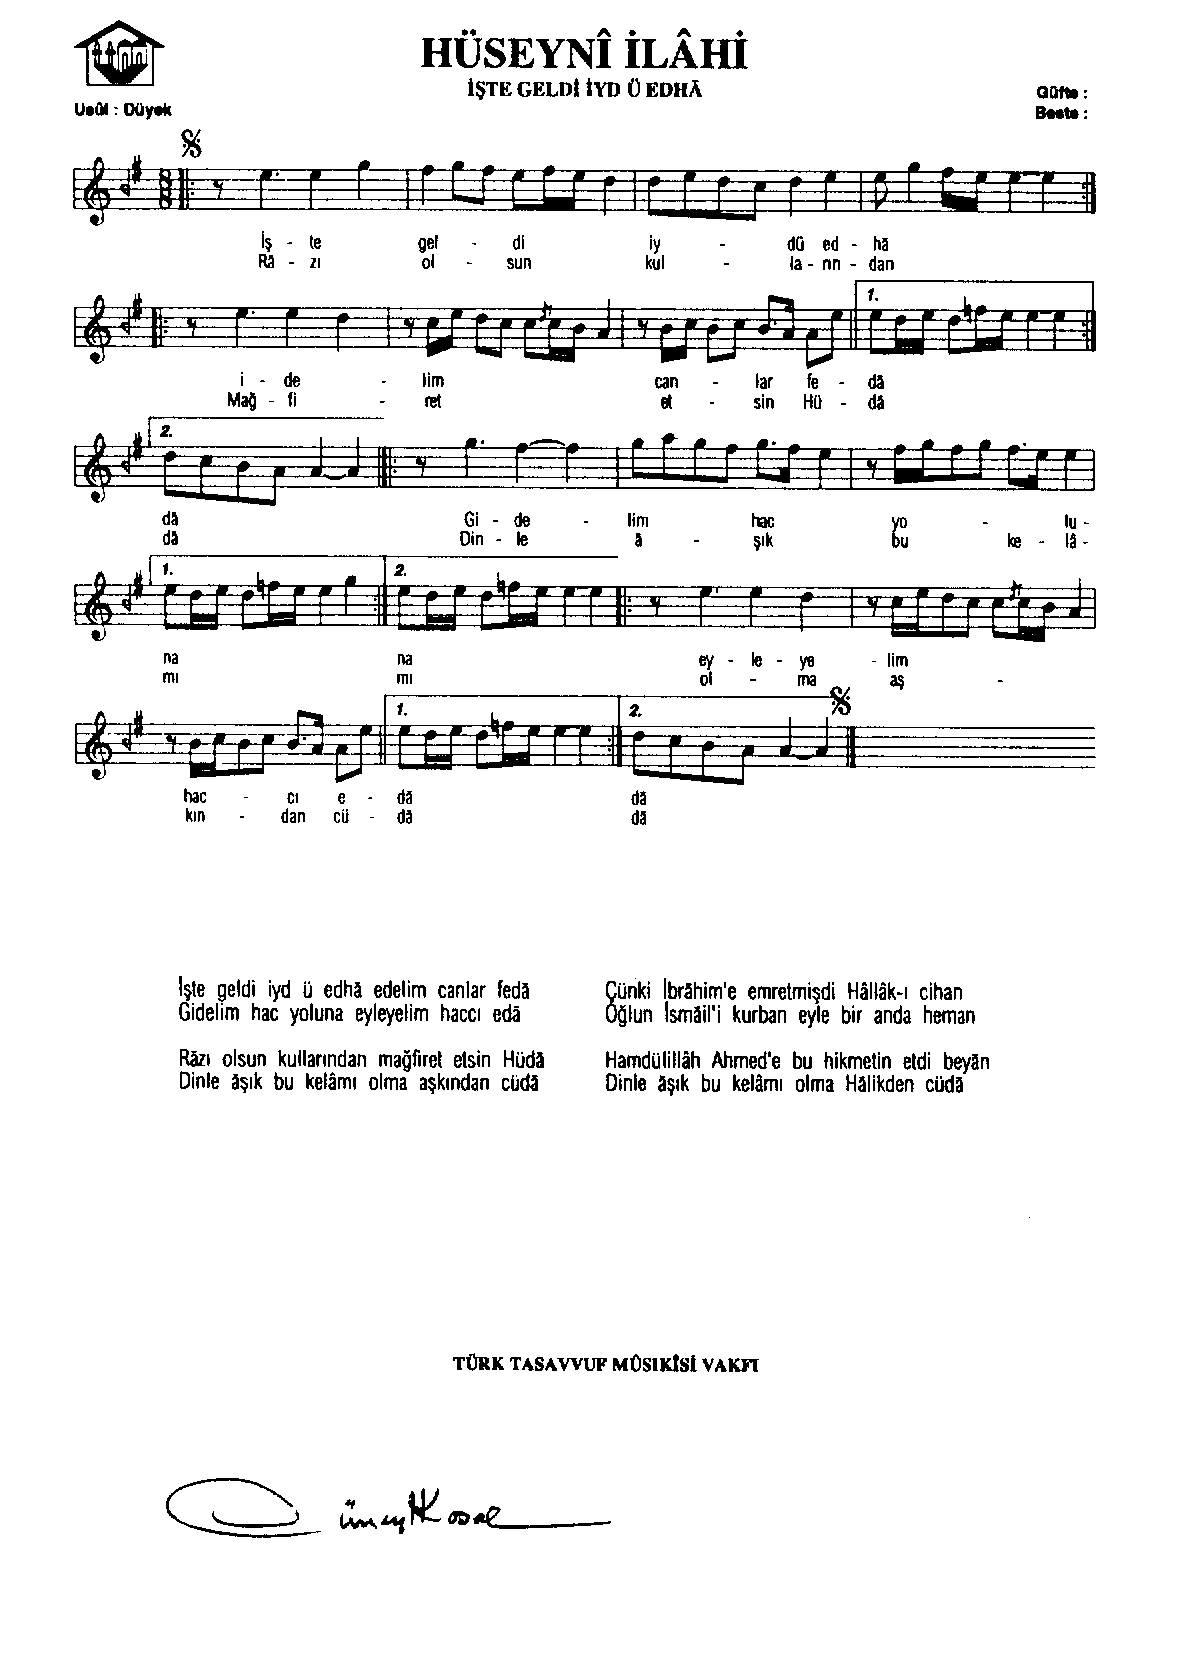 HÜSEYNÎ İLÂHİ
İŞTE GELDİ İYD Ü EDHĀ
Usûl : Düyek
Güfte :
Beste :
8
8
İş - te gel - di iy - dü ed - hā
Rā - zı ol - sun kul - la - rın - dan
1.
i - de - lim can - lar fe - dā
Mağ - fi - ret et - sin Hü - dā
2.
dā Gi - de - lim hac yo - lu -
dā Din - le ā - şık bu ke - lâ -
1. 2.
na na ey - le - ye - lim
mı mı ol - ma aş -
1. 2.
hac - cı e - dā dā
kın - dan cü - dā dā
İşte geldi iyd ü edhā edelim canlar fedā
Gidelim hac yoluna eyleyelim haccı edā
Rāzı olsun kullarından mağfiret etsin Hüdā
Dinle āşık bu kelâmı olma aşkından cüdā
Çünki İbrāhim'e emretmişdi Hâllâk-ı cihan
Oğlun İsmāil'i kurban eyle bir anda heman
Hamdülillâh Ahmed'e bu hikmetin etdi beyān
Dinle āşık bu kelâmı olma Hālikden cüdā
TÜRK TASAVVUF MÛSIKÎSİ VAKFI
Cüneyt Kosal